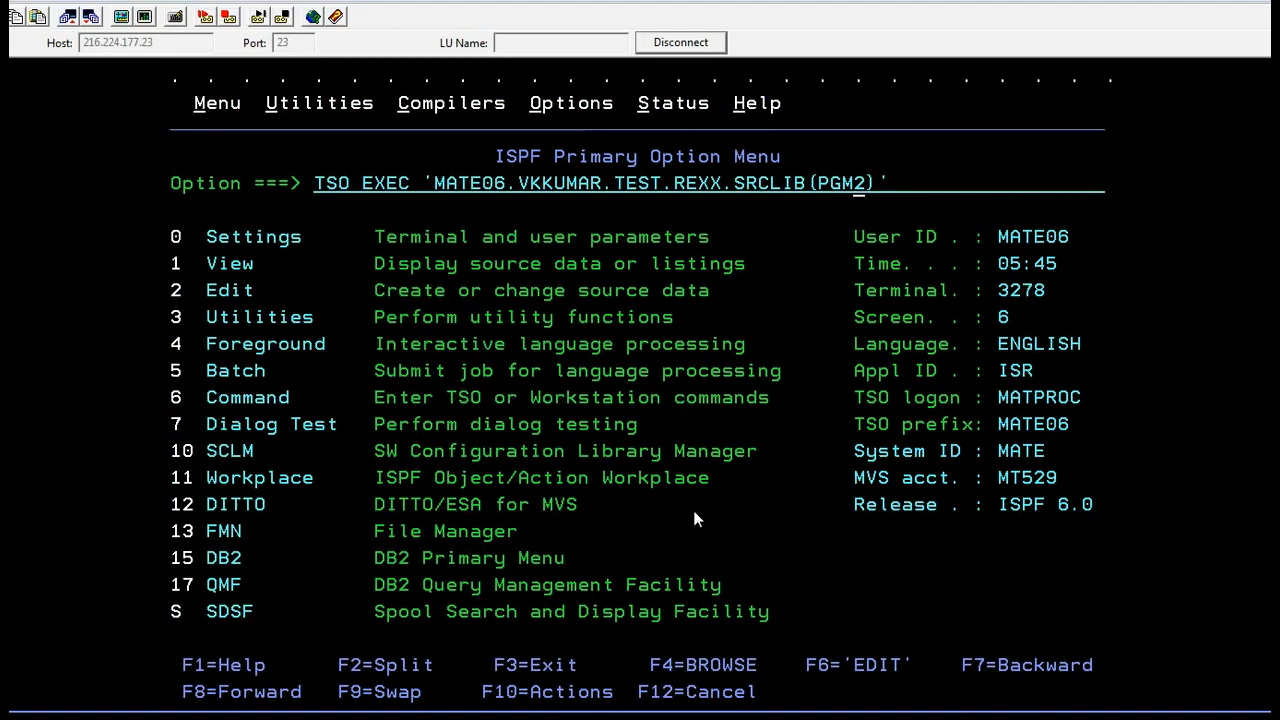 Host: 216.224.177.23 Port: 23 LU Name: Disconnect
Menu Utilities Compilers Options Status Help
ISPF Primary Option Menu
Option ===> TSO EXEC 'MATE06.VKKUMAR.TEST.REXX.SRCLIB(PGM2)'
0 Settings Terminal and user parameters User ID . : MATE06
1 View Display source data or listings Time. . . : 05:45
2 Edit Create or change source data Terminal. : 3278
3 Utilities Perform utility functions Screen. . : 6
4 Foreground Interactive language processing Language. : ENGLISH
5 Batch Submit job for language processing Appl ID . : ISR
6 Command Enter TSO or Workstation commands TSO logon : MATPROC
7 Dialog Test Perform dialog testing TSO prefix: MATE06
10 SCLM SW Configuration Library Manager System ID : MATE
11 Workplace ISPF Object/Action Workplace MVS acct. : MT529
12 DITTO DITTO/ESA for MVS Release . : ISPF 6.0
13 FMN File Manager
15 DB2 DB2 Primary Menu
17 QMF DB2 Query Management Facility
S SDSF Spool Search and Display Facility
F1=Help F2=Split F3=Exit F4=BROWSE F6='EDIT' F7=Backward
F8=Forward F9=Swap F10=Actions F12=Cancel